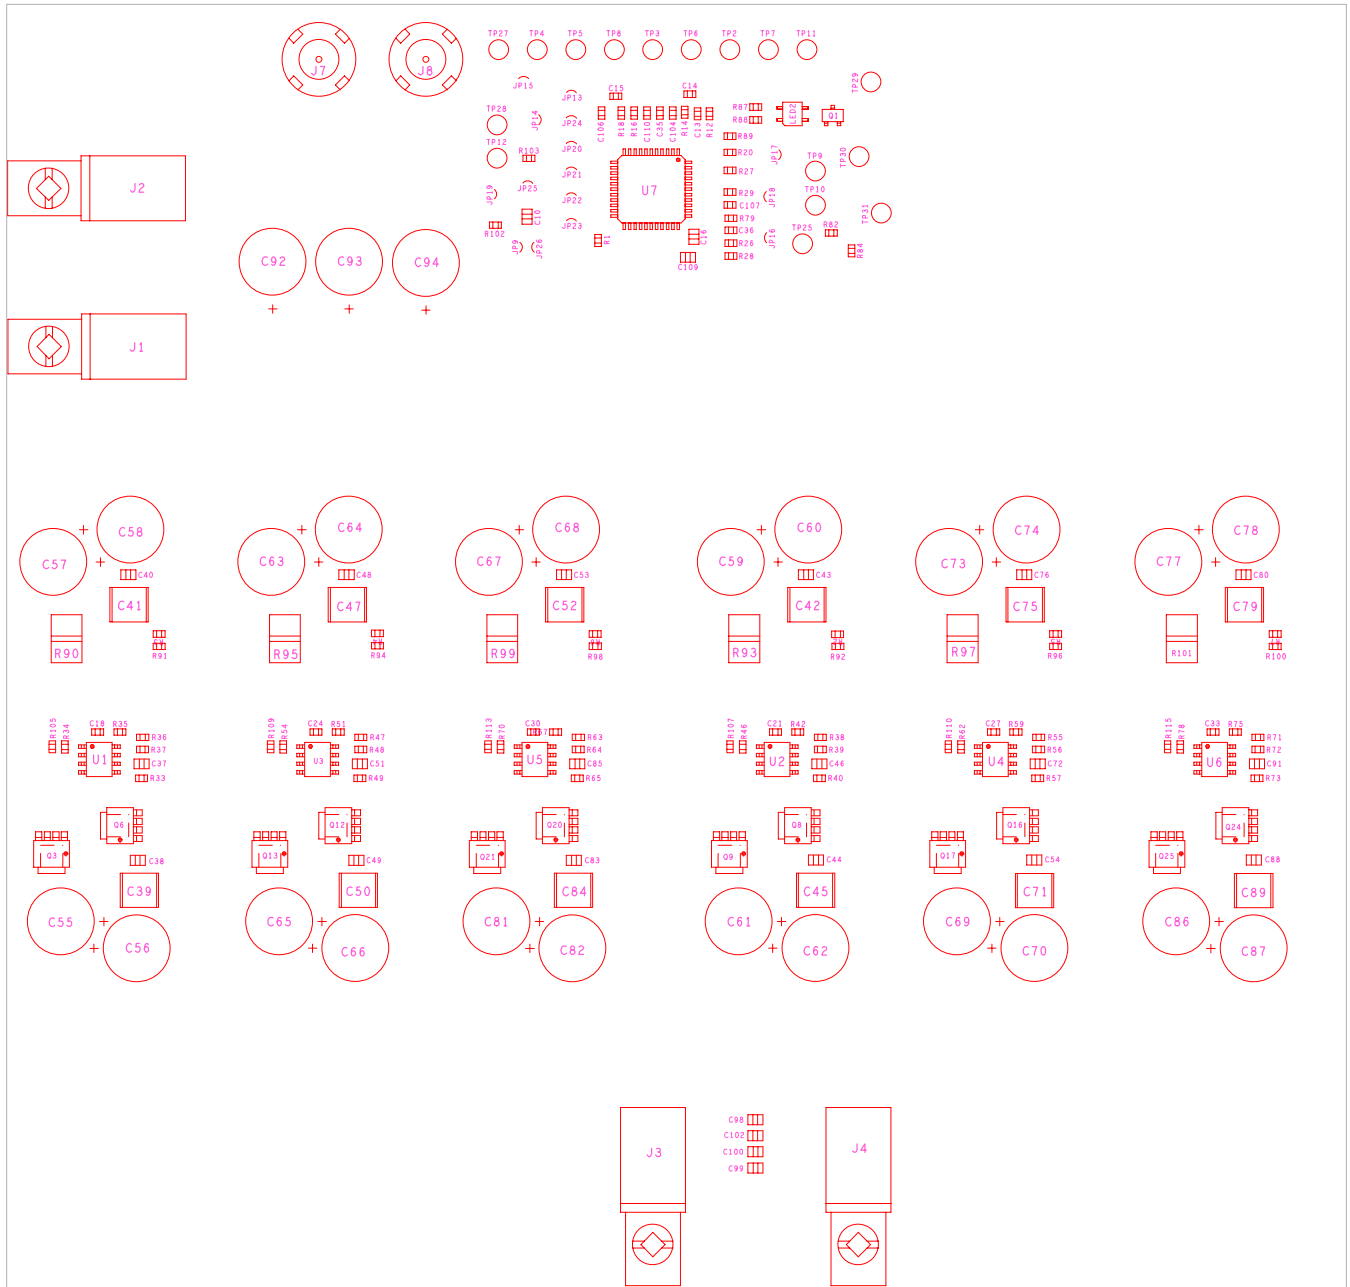 TP27 TP4 TP5 TP8 TP3 TP6 TP2 TP7 TP11
J7 J8
JP15 TP29
JP13 C15 C14
TP28 JP14 JP24 C106 R18 R16 C110 C35 C104 R14 C13 R12 R87 R88 LED2 Q1
R89
TP12 R103 JP20 R20 JP17 TP9 TP30
JP21 R27
J2 JP19 JP25 JP22 U7 R29 JP18 TP10
C107
C10 JP23 R79 TP31
R102 C36 TP25 R82
JP9 JP26 R1 C16 R26 JP16 R84
C109 R28
C92 C93 C94
J1
C58 C64 C68 C60 C74 C78
C57 C63 C67 C59 C73 C77
C40 C48 C53 C43 C76 C80
C41 C47 C52 C42 C75 C79
R90 R95 R99 R93 R97 R101
R91 R94 R98 R92 R96 R100
R105 R34 C18 R35 R109 R54 C24 R51 R113 R70 C30 R107 R46 C21 R42 R110 R62 C27 R59 R115 R78 C33 R75
R36 R47 R63 R38 R55 R71
R37 R48 R64 R39 R56 R72
U1 U3 U5 U2 U4 U6
C37 C51 C85 C46 C72 C91
R33 R49 R65 R40 R57 R73
Q6 Q12 Q20 Q8 Q16 Q24
Q3 Q13 Q21 Q9 Q17 Q25
C38 C49 C83 C44 C54 C88
C39 C50 C84 C45 C71 C89
C55 C65 C81 C61 C69 C86
C56 C66 C82 C62 C70 C87
C98
C102
J3 C100 J4
C99